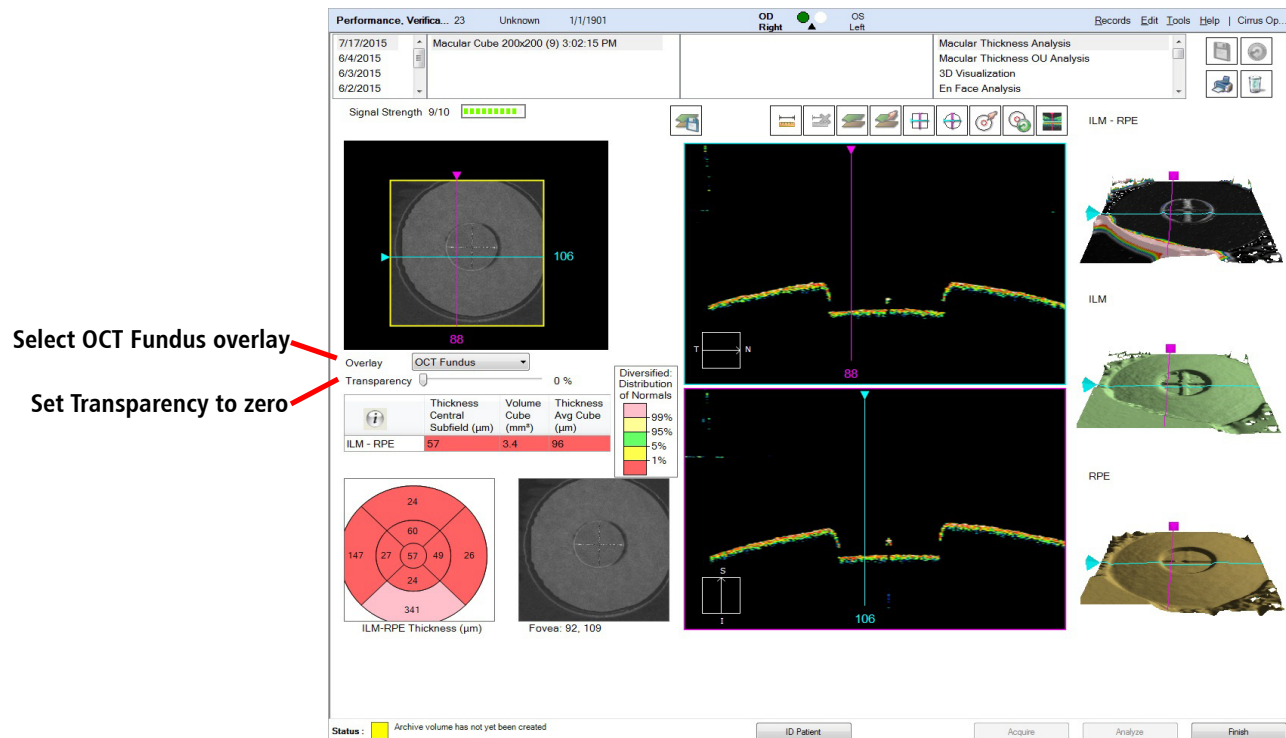 Performance, Verifica... 23 Unknown 1/1/1901 OD Right OS Left Records Edit Tools Help | Cirrus Op...
7/17/2015
6/4/2015
6/3/2015
6/2/2015
Macular Cube 200x200 (9) 3:02:15 PM
Macular Thickness Analysis
Macular Thickness OU Analysis
3D Visualization
En Face Analysis
Signal Strength 9/10
106
88
Select OCT Fundus overlay
Overlay OCT Fundus
Set Transparency to zero
Transparency 0 %
Thickness Central Subfield (µm) Volume Cube (mm³) Thickness Avg Cube (µm)
ILM - RPE 57 3.4 96
Diversified:
Distribution
of Normals
99%
95%
5%
1%
24
60
147 27 57 49 26
24
341
ILM-RPE Thickness (µm)
Fovea: 92, 109
T N
88
S
I
106
ILM - RPE
ILM
RPE
Status : Archive volume has not yet been created ID Patient Acquire Analyze Finish